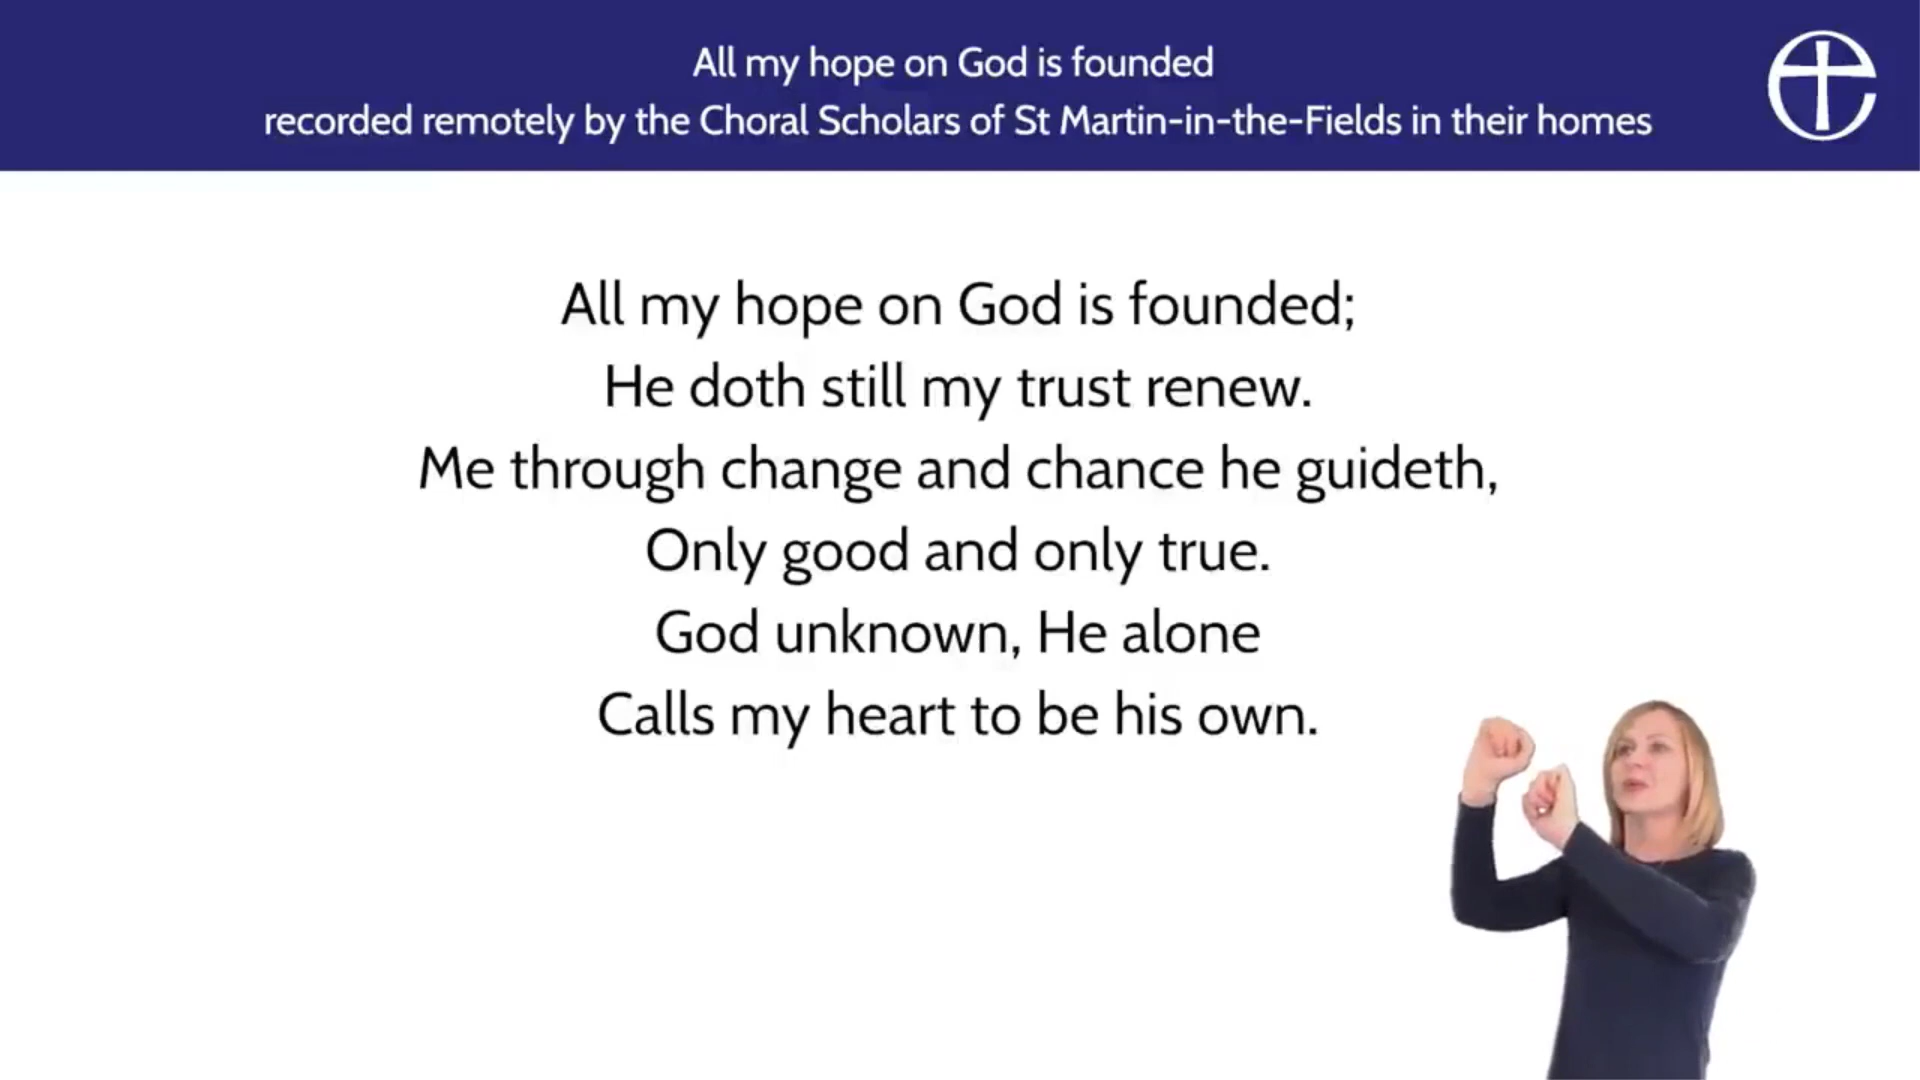 All my hope on God is founded
recorded remotely by the Choral Scholars of St Martin-in-the-Fields in their homes
All my hope on God is founded;
He doth still my trust renew.
Me through change and chance he guideth,
Only good and only true.
God unknown, He alone
Calls my heart to be his own.